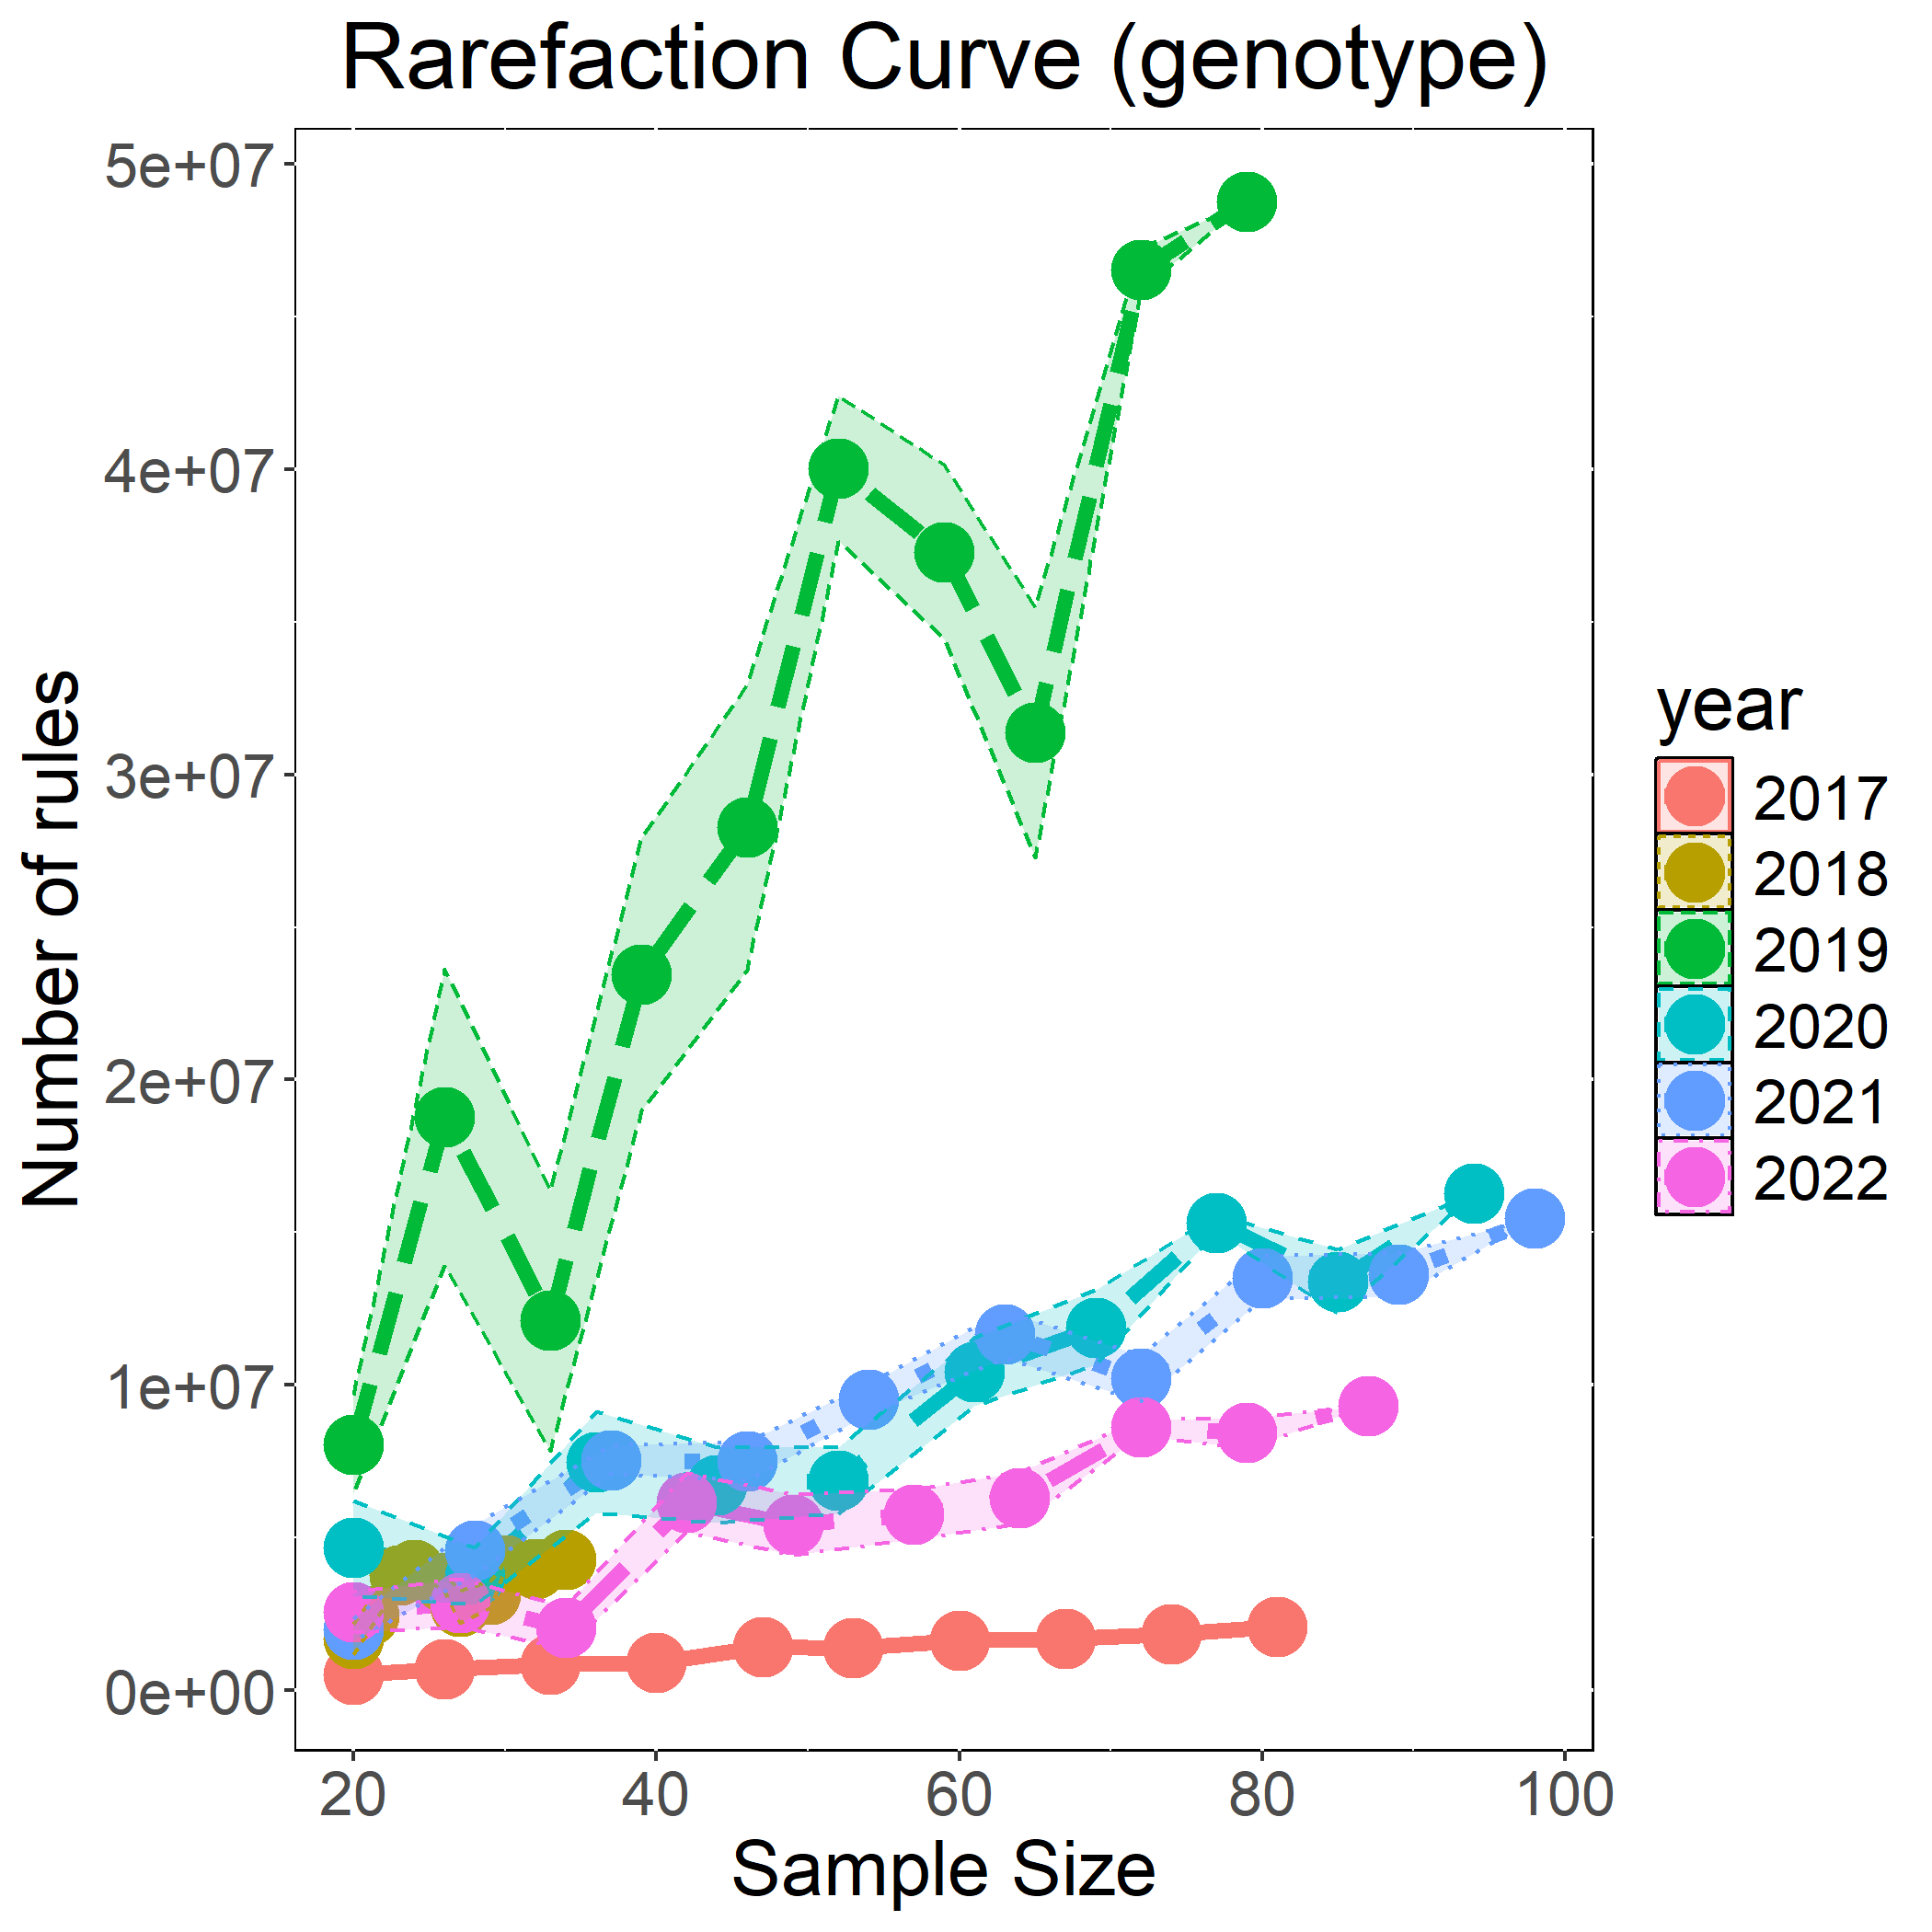 Rarefaction Curve (genotype)
5e+07
4e+07
3e+07
2e+07
1e+07
0e+00
Number of rules
20 40 60 80 100
Sample Size
year
2017
2018
2019
2020
2021
2022